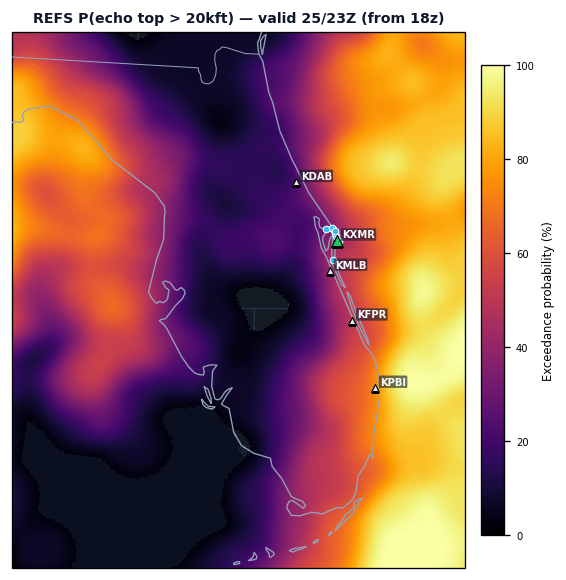 REFS P(echo top > 20kft) — valid 25/23Z (from 18z)
KDAB
KXMR
KMLB
KFPR
KPBI
100
80
60
40
20
0
Exceedance probability (%)